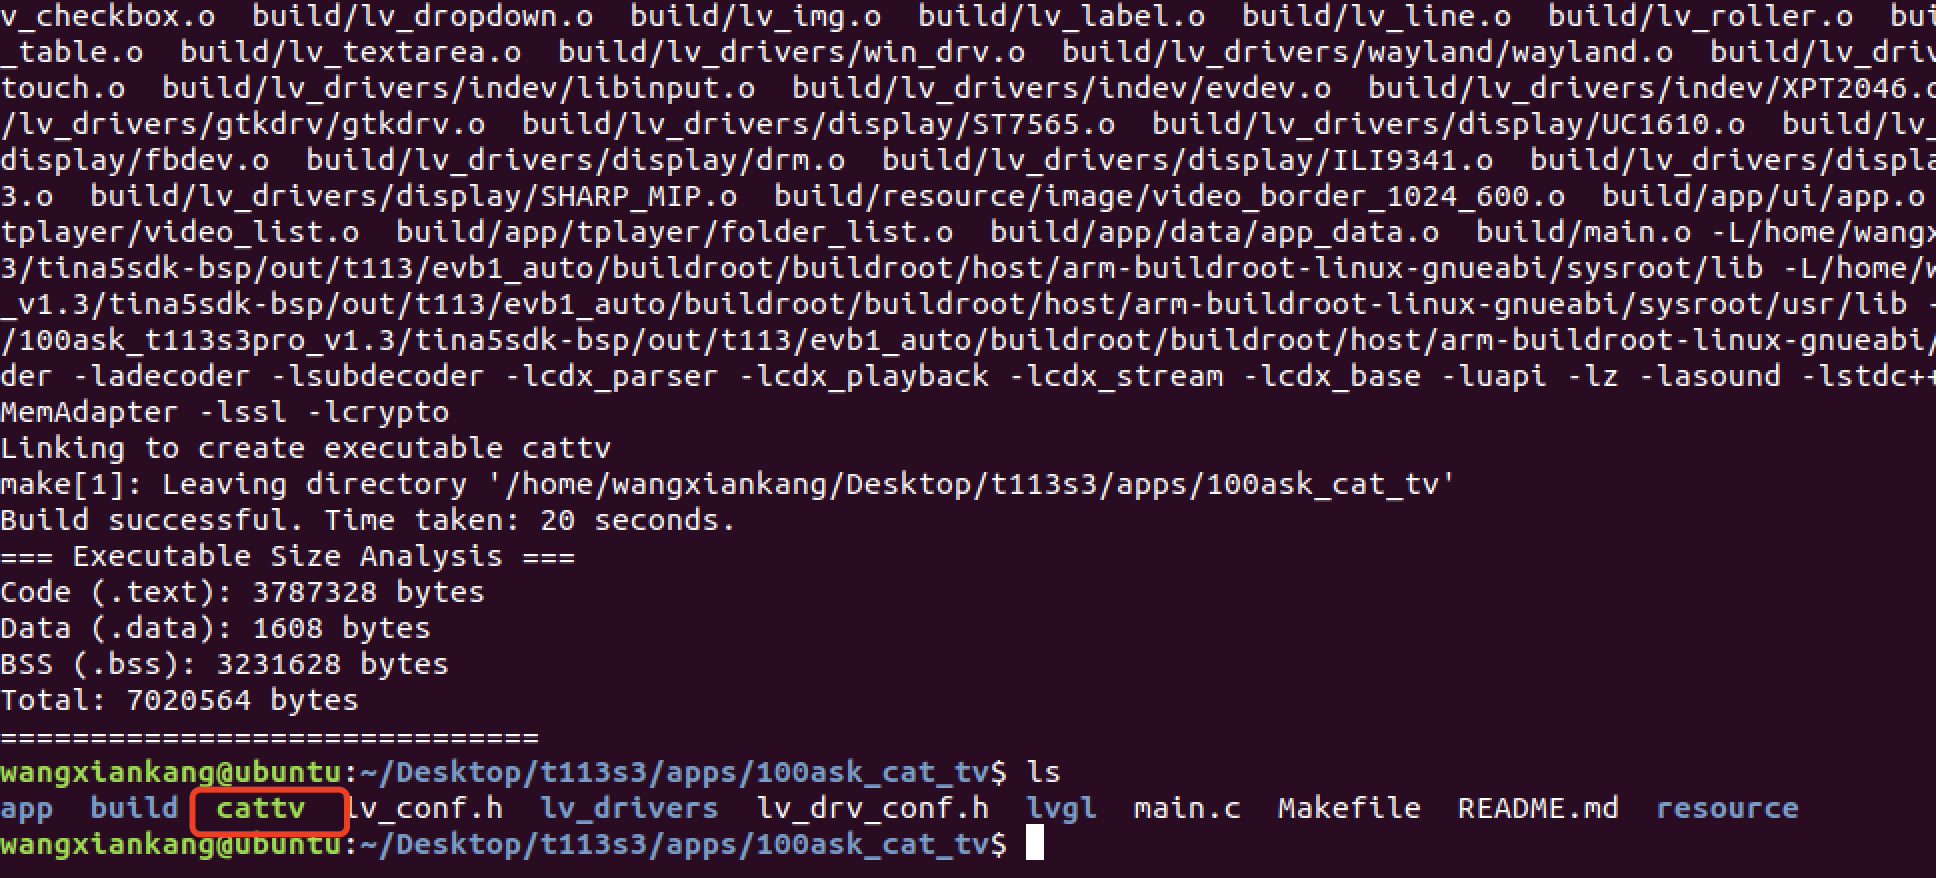 v_checkbox.o  build/lv_dropdown.o  build/lv_img.o  build/lv_label.o  build/lv_line.o  build/lv_roller.o  bui
_table.o  build/lv_textarea.o  build/lv_drivers/win_drv.o  build/lv_drivers/wayland/wayland.o  build/lv_driv
touch.o  build/lv_drivers/indev/libinput.o  build/lv_drivers/indev/evdev.o  build/lv_drivers/indev/XPT2046.o
/lv_drivers/gtkdrv/gtkdrv.o  build/lv_drivers/display/ST7565.o  build/lv_drivers/display/UC1610.o  build/lv_
display/fbdev.o  build/lv_drivers/display/drm.o  build/lv_drivers/display/ILI9341.o  build/lv_drivers/displa
3.o  build/lv_drivers/display/SHARP_MIP.o  build/resource/image/video_border_1024_600.o  build/app/ui/app.o
tplayer/video_list.o  build/app/tplayer/folder_list.o  build/app/data/app_data.o  build/main.o -L/home/wangx
3/tina5sdk-bsp/out/t113/evb1_auto/buildroot/buildroot/host/arm-buildroot-linux-gnueabi/sysroot/lib -L/home/w
_v1.3/tina5sdk-bsp/out/t113/evb1_auto/buildroot/buildroot/host/arm-buildroot-linux-gnueabi/sysroot/usr/lib -
/100ask_t113s3pro_v1.3/tina5sdk-bsp/out/t113/evb1_auto/buildroot/buildroot/host/arm-buildroot-linux-gnueabi/
der -ladecoder -lsubdecoder -lcdx_parser -lcdx_playback -lcdx_stream -lcdx_base -luapi -lz -lasound -lstdc++
MemAdapter -lssl -lcrypto
Linking to create executable cattv
make[1]: Leaving directory '/home/wangxiankang/Desktop/t113s3/apps/100ask_cat_tv'
Build successful. Time taken: 20 seconds.
=== Executable Size Analysis ===
Code (.text): 3787328 bytes
Data (.data): 1608 bytes
BSS (.bss): 3231628 bytes
Total: 7020564 bytes
==============================
wangxiankang@ubuntu:~/Desktop/t113s3/apps/100ask_cat_tv$ ls
app  build  cattv  lv_conf.h  lv_drivers  lv_drv_conf.h  lvgl  main.c  Makefile  README.md  resource
wangxiankang@ubuntu:~/Desktop/t113s3/apps/100ask_cat_tv$